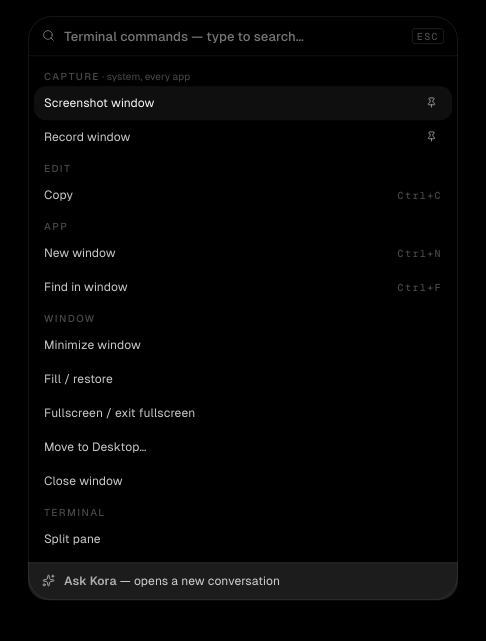 Terminal commands — type to search…
ESC
CAPTURE · system, every app
Screenshot window
Record window
EDIT
Copy Ctrl+C
APP
New window Ctrl+N
Find in window Ctrl+F
WINDOW
Minimize window
Fill / restore
Fullscreen / exit fullscreen
Move to Desktop…
Close window
TERMINAL
Split pane
Ask Kora — opens a new conversation